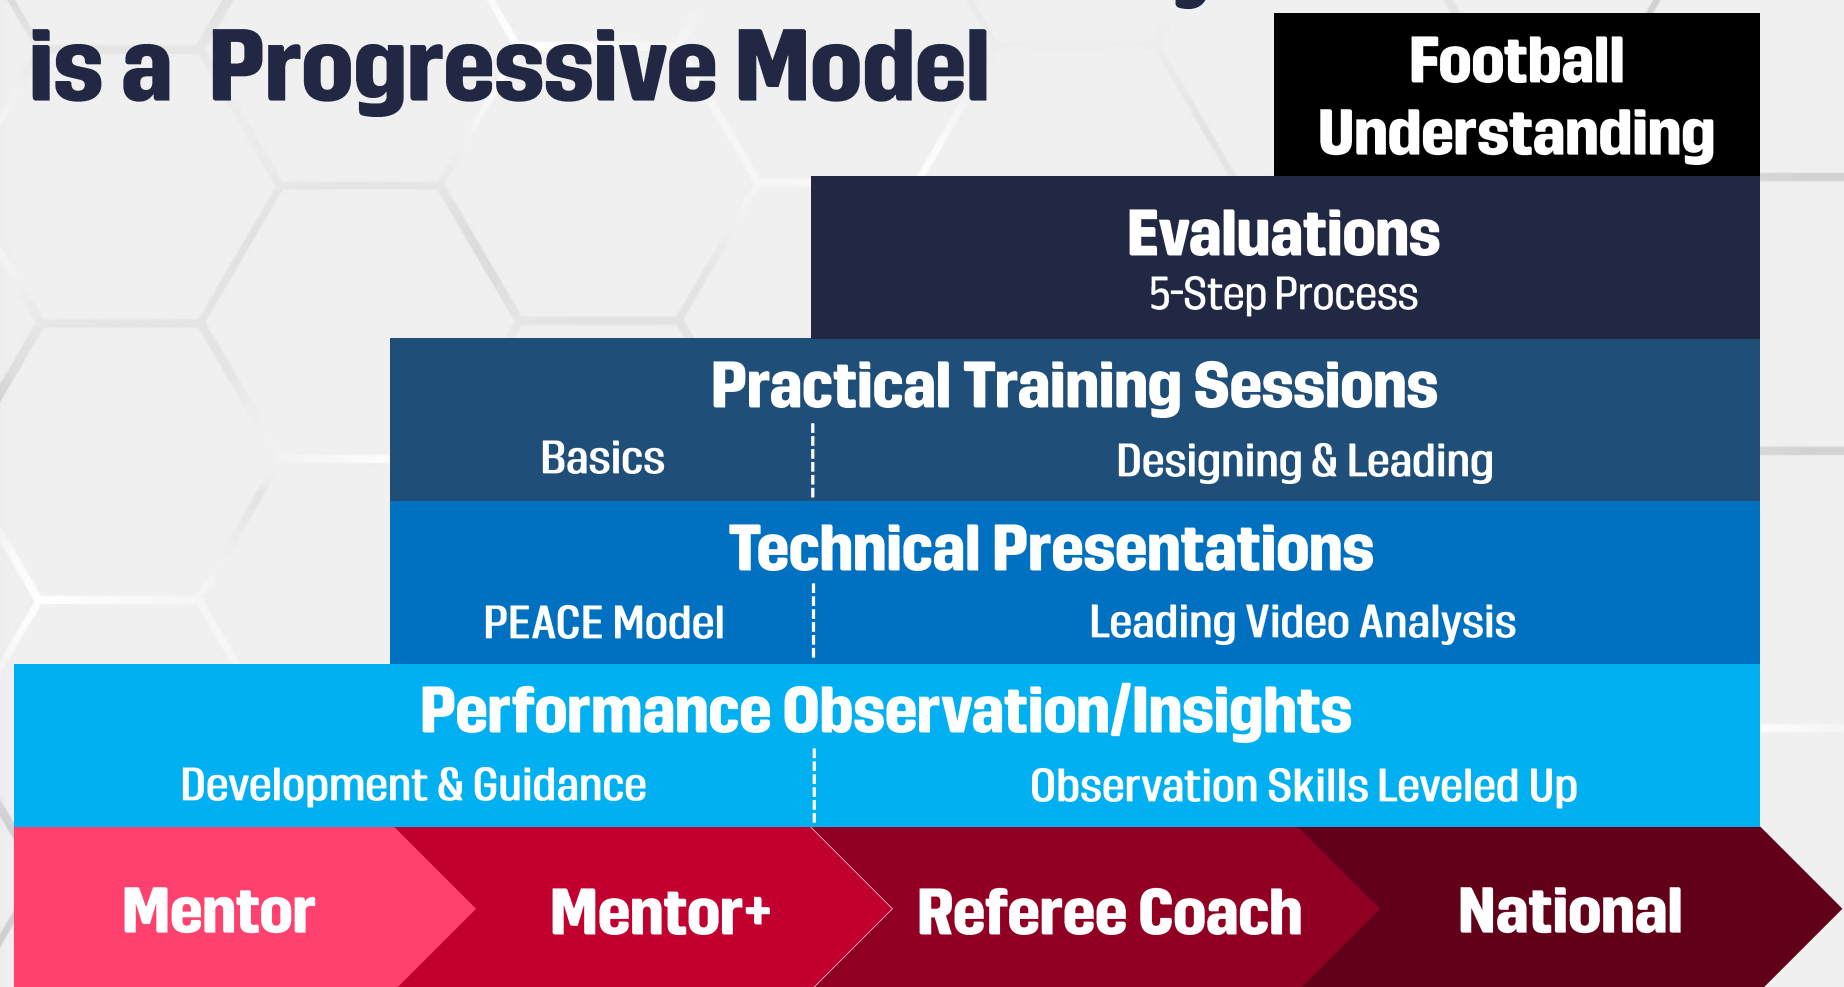 is a Progressive Model
Football
Understanding
Evaluations
5-Step Process
Practical Training Sessions
Basics
Designing & Leading
Technical Presentations
PEACE Model
Leading Video Analysis
Performance Observation/Insights
Development & Guidance
Observation Skills Leveled Up
Mentor
Mentor+
Referee Coach
National